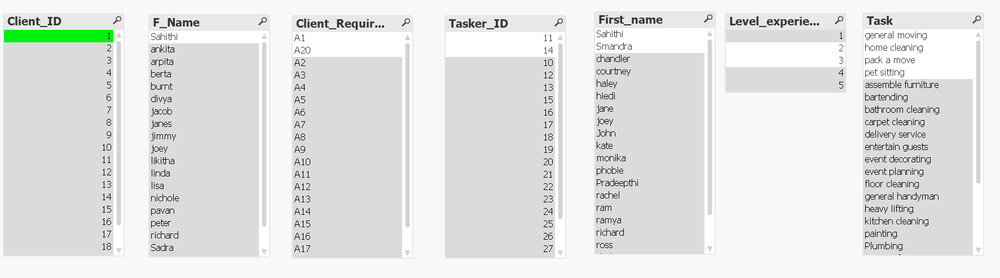 Client_ID
1
2
3
4
5
6
7
8
9
10
11
12
13
14
15
16
17
18
F_Name
Sahithi
ankita
arpita
berta
burnt
divya
jacob
janes
jimmy
joey
likitha
linda
lisa
nichole
pavan
peter
richard
Sadra
Client_Requir...
A1
A20
A2
A3
A4
A5
A6
A7
A8
A9
A10
A11
A12
A13
A14
A15
A16
A17
Tasker_ID
11
14
10
12
13
15
16
17
18
19
20
21
22
23
24
25
26
27
First_name
Sahithi
Smandra
chandler
courtney
haley
hiedi
jane
joey
John
kate
monika
phobie
Pradeepthi
rachel
ram
ramya
richard
ross
Level_experie...
1
2
3
4
5
Task
general moving
home cleaning
pack a move
pet sitting
assemble furniture
bartending
bathroom cleaning
carpet cleaning
delivery service
entertain guests
event decorating
event planning
floor cleaning
general handyman
heavy lifting
kitchen cleaning
painting
Plumbing